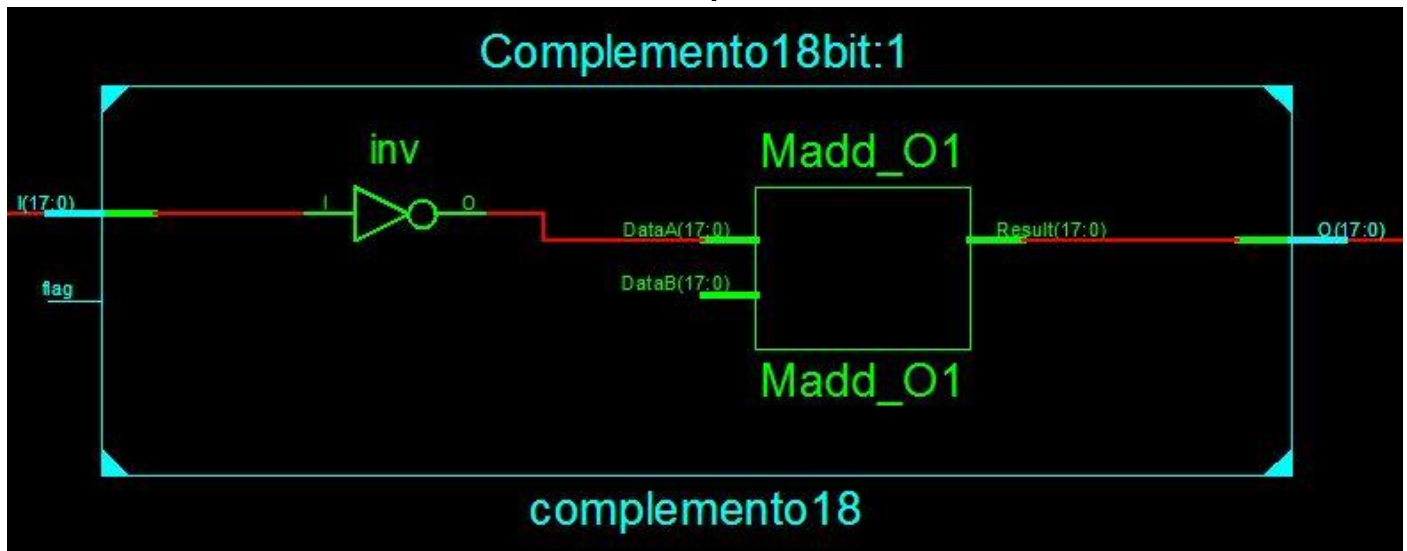 Complemento18bit:1
inv
Madd_O1
I(17:0)
I
O
DataA(17:0)
Result(17:0)
O(17:0)
DataB(17:0)
flag
Madd_O1
complemento18